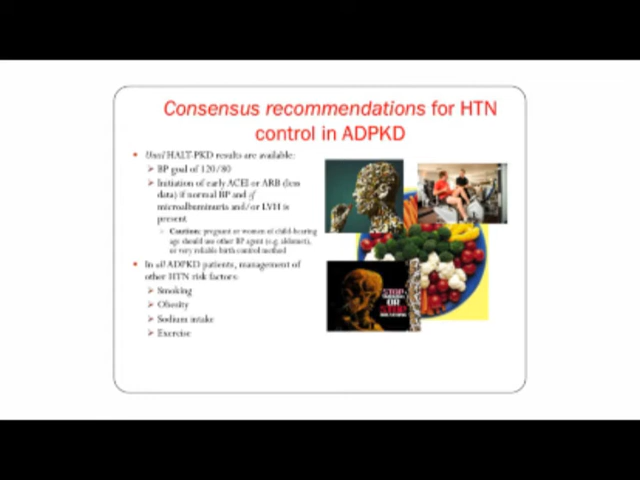 Consensus recommendations for HTN
control in ADPKD
Until HALT-PKD results are available:
BP goal of 120/80
Initiation of early ACEI or ARB (less
data) if normal BP and if
microalbuminuria and/or LVH is
present
Caution: pregnant or women of child-bearing
age should use other BP agent (e.g. aldomet),
or very reliable birth control method
In all ADPKD patients, management of
other HTN risk factors:
Smoking
Obesity
Sodium intake
Exercise
STOP
OR